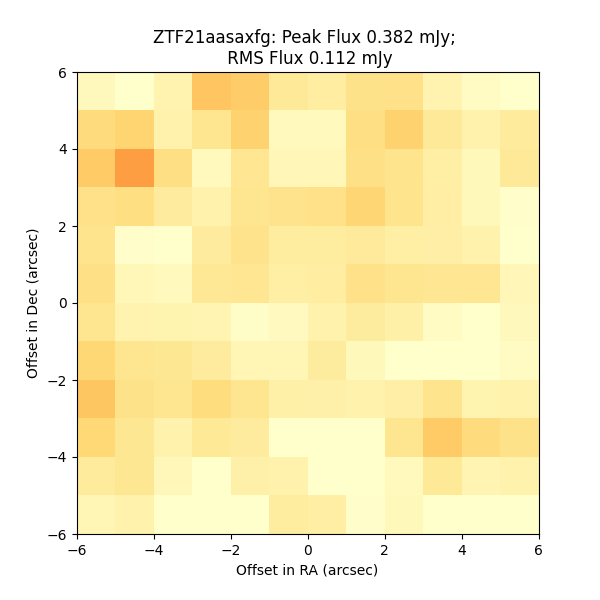 ZTF21aasaxfg: Peak Flux 0.382 mJy;
RMS Flux 0.112 mJy
6
4
2
0
−2
−4
−6
Offset in Dec (arcsec)
−6 −4 −2 0 2 4 6
Offset in RA (arcsec)